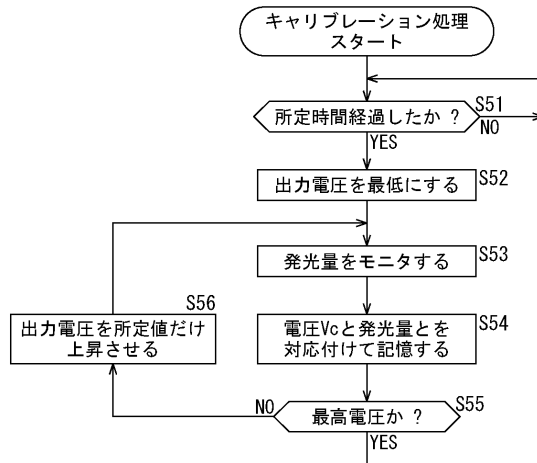 キャリブレーション処理
スタート
所定時間経過したか ?
S51
NO
YES
出力電圧を最低にする
S52
発光量をモニタする
S53
S56
出力電圧を所定値だけ
上昇させる
電圧Vcと発光量とを
対応付けて記憶する
S54
NO
最高電圧か ?
S55
YES